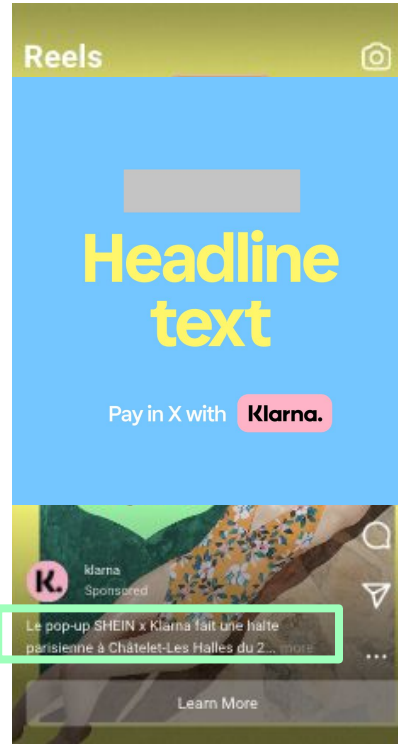 Reels
Headline
text
Pay in X with Klarna.
K.
klarna
Sponsored
Le pop-up SHEIN x Klarna fait une halte
parisienne à Châtelet-Les Halles du 2... more
Learn More